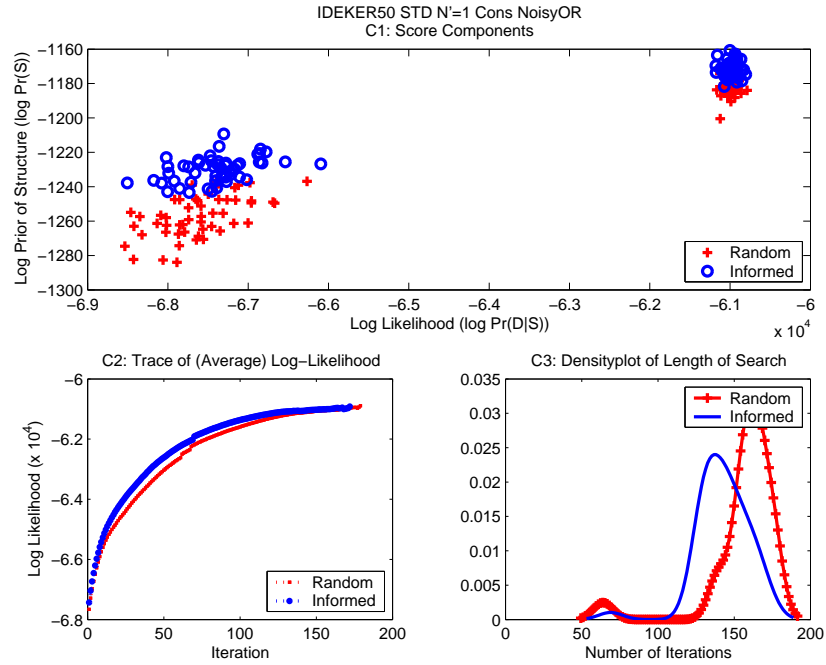 IDEKER50 STD N'=1 Cons NoisyOR
C1: Score Components
−1160
−1180
−1200
−1220
−1240
−1260
−1280
−1300
Log Prior of Structure (log Pr(S))
Random
Informed
−6.9 −6.8 −6.7 −6.6 −6.5 −6.4 −6.3 −6.2 −6.1 −6
Log Likelihood (log Pr(D|S))
x 10^4
C2: Trace of (Average) Log−Likelihood
−6
−6.2
−6.4
−6.6
−6.8
Log Likelihood (x 10^4)
Random
Informed
0 50 100 150 200
Iteration
C3: Densityplot of Length of Search
0.035
0.03
0.025
0.02
0.015
0.01
0.005
0
Random
Informed
0 50 100 150 200
Number of Iterations